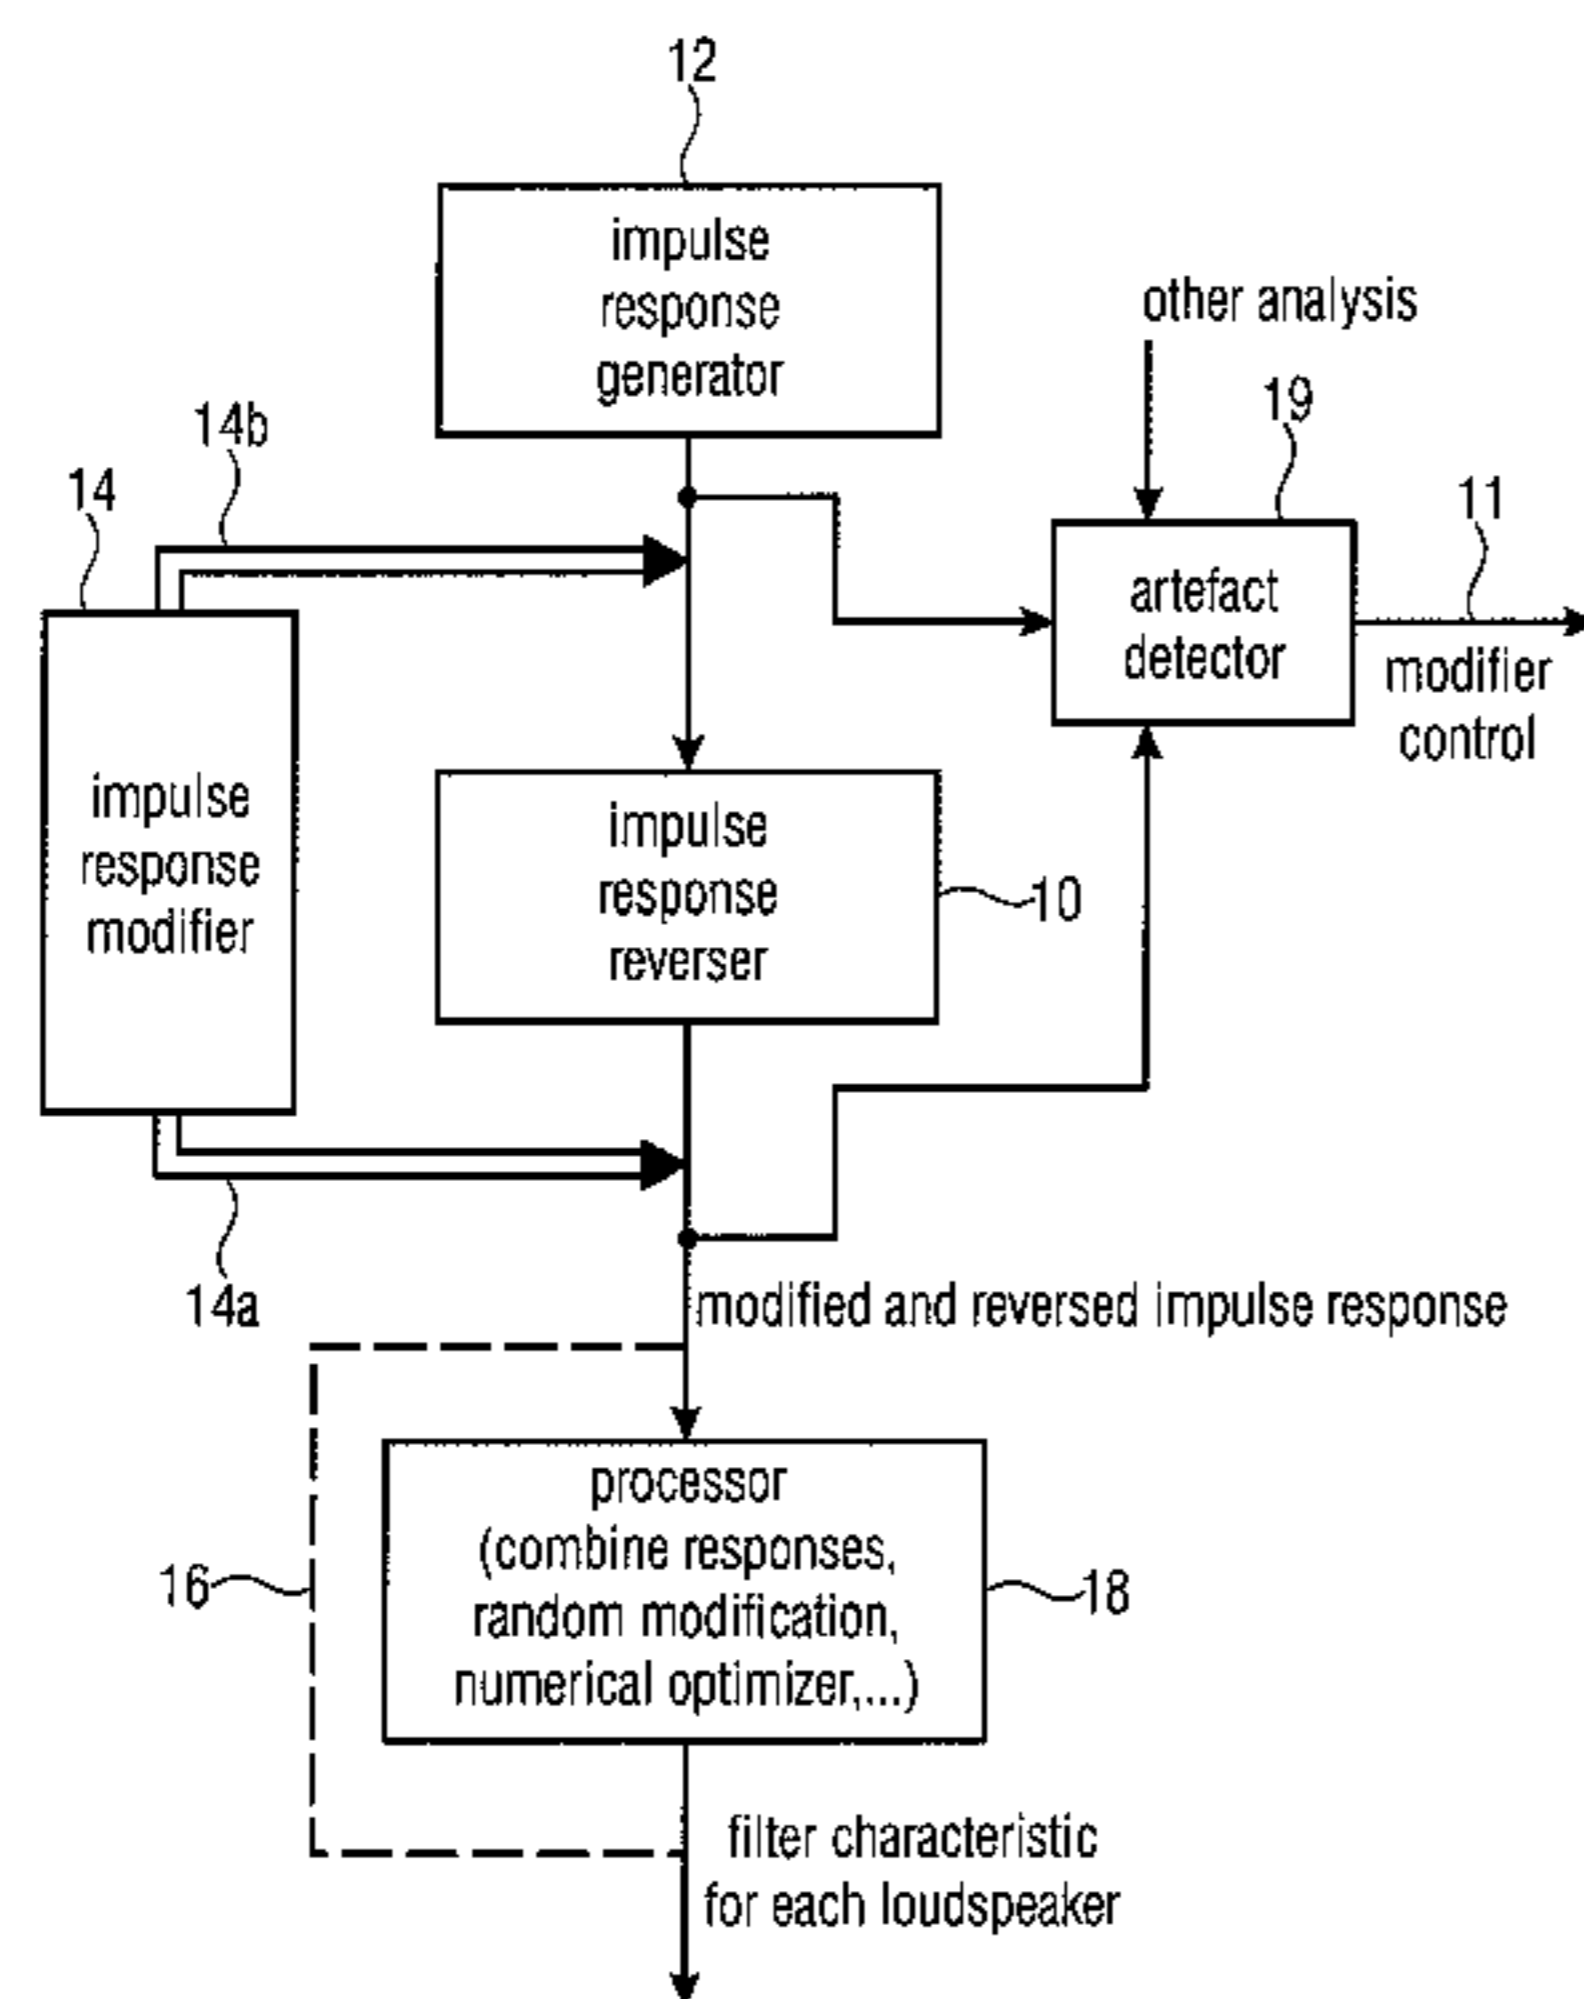 12
impulse
response
generator
other analysis
19
14b
11
14
artefact
detector
modifier
control
impulse
response
modifier
impulse
response
reverser
10
14a
modified and reversed impulse response
processor
(combine responses,
random modification,
numerical optimizer,...)
16
18
filter characteristic
for each loudspeaker